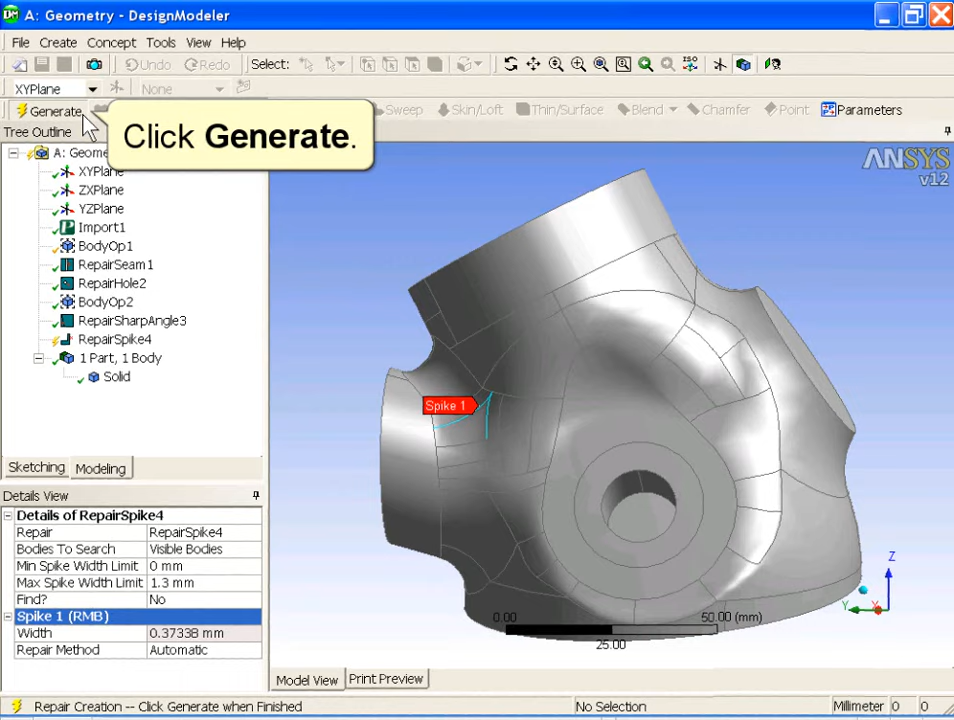 A: Geometry - DesignModeler
File Create Concept Tools View Help
Undo Redo Select:
XYPlane None
Generate Sweep Skin/Loft Thin/Surface Blend Chamfer Point Parameters
Click Generate.
Tree Outline
A: Geome
XYPlane
ZXPlane
YZPlane
Import1
BodyOp1
RepairSeam1
RepairHole2
BodyOp2
RepairSharpAngle3
RepairSpike4
1 Part, 1 Body
Solid
Sketching Modeling
Details View
Details of RepairSpike4
Repair RepairSpike4
Bodies To Search Visible Bodies
Min Spike Width Limit 0 mm
Max Spike Width Limit 1.3 mm
Find? No
Spike 1 (RMB)
Width 0.37338 mm
Repair Method Automatic
ANSYS
v12
Spike 1
0.00 50.00 (mm)
25.00
Z
Y X
Model View Print Preview
Repair Creation -- Click Generate when Finished No Selection Millimeter 0 0